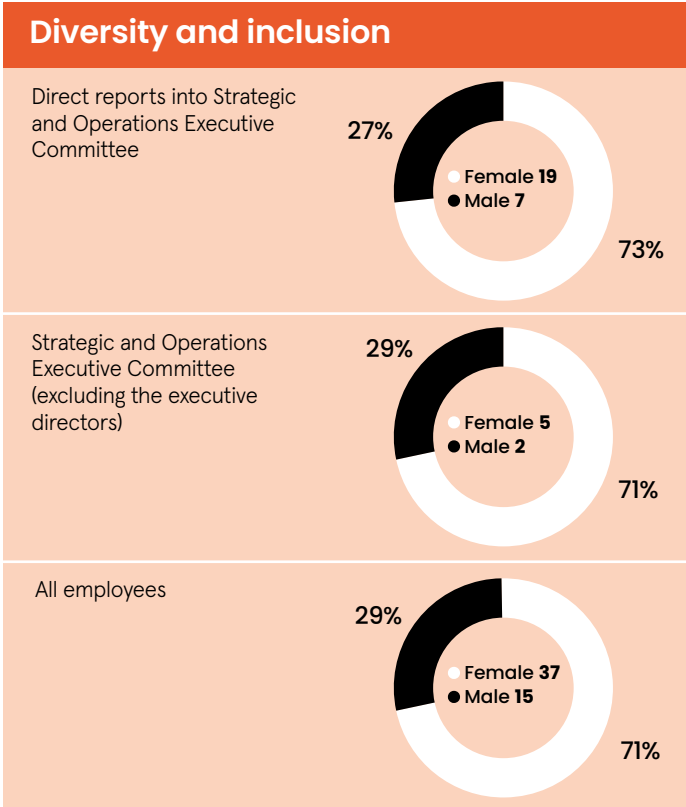 Diversity and inclusion
Direct reports into Strategic
and Operations Executive
Committee
27%
Female 19
Male 7
73%
Strategic and Operations
Executive Committee
(excluding the executive
directors)
29%
Female 5
Male 2
71%
All employees
29%
Female 37
Male 15
71%